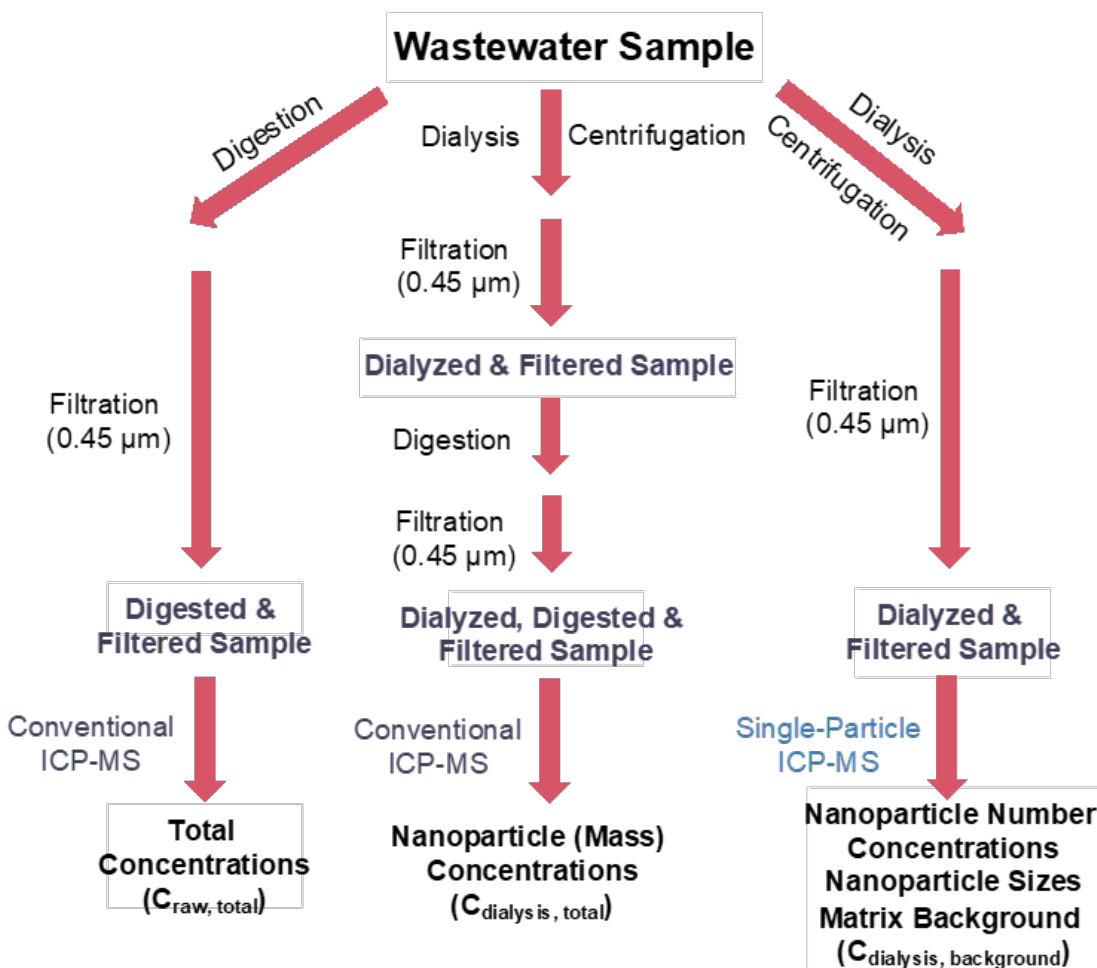 Wastewater Sample
Digestion
Filtration
(0.45 µm)
Digested &
Filtered Sample
Conventional
ICP-MS
Total
Concentrations
(Craw, total)
Dialysis
Centrifugation
Filtration
(0.45 µm)
Dialyzed & Filtered Sample
Digestion
Filtration
(0.45 µm)
Dialyzed, Digested &
Filtered Sample
Conventional
ICP-MS
Nanoparticle (Mass)
Concentrations
(Cdialysis, total)
Dialysis
Centrifugation
Filtration
(0.45 µm)
Dialyzed &
Filtered Sample
Single-Particle
ICP-MS
Nanoparticle Number
Concentrations
Nanoparticle Sizes
Matrix Background
(Cdialysis, background)